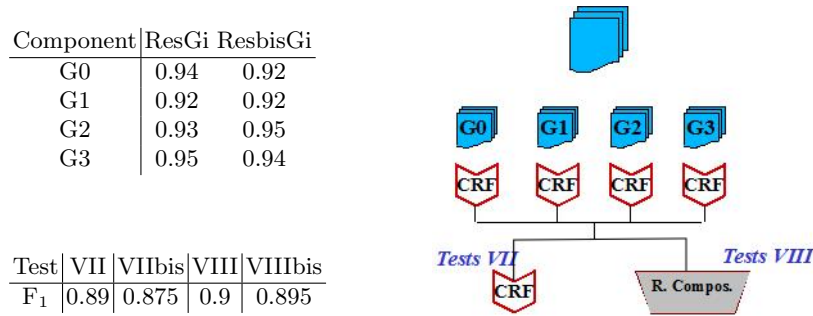 Component ResGi ResbisGi
G0 0.94 0.92
G1 0.92 0.92
G2 0.93 0.95
G3 0.95 0.94
Test VII VIIbis VIII VIIIbis
F₁ 0.89 0.875 0.9 0.895
G0 G1 G2 G3
CRF CRF CRF CRF
Tests VII Tests VIII
CRF R. Compos.